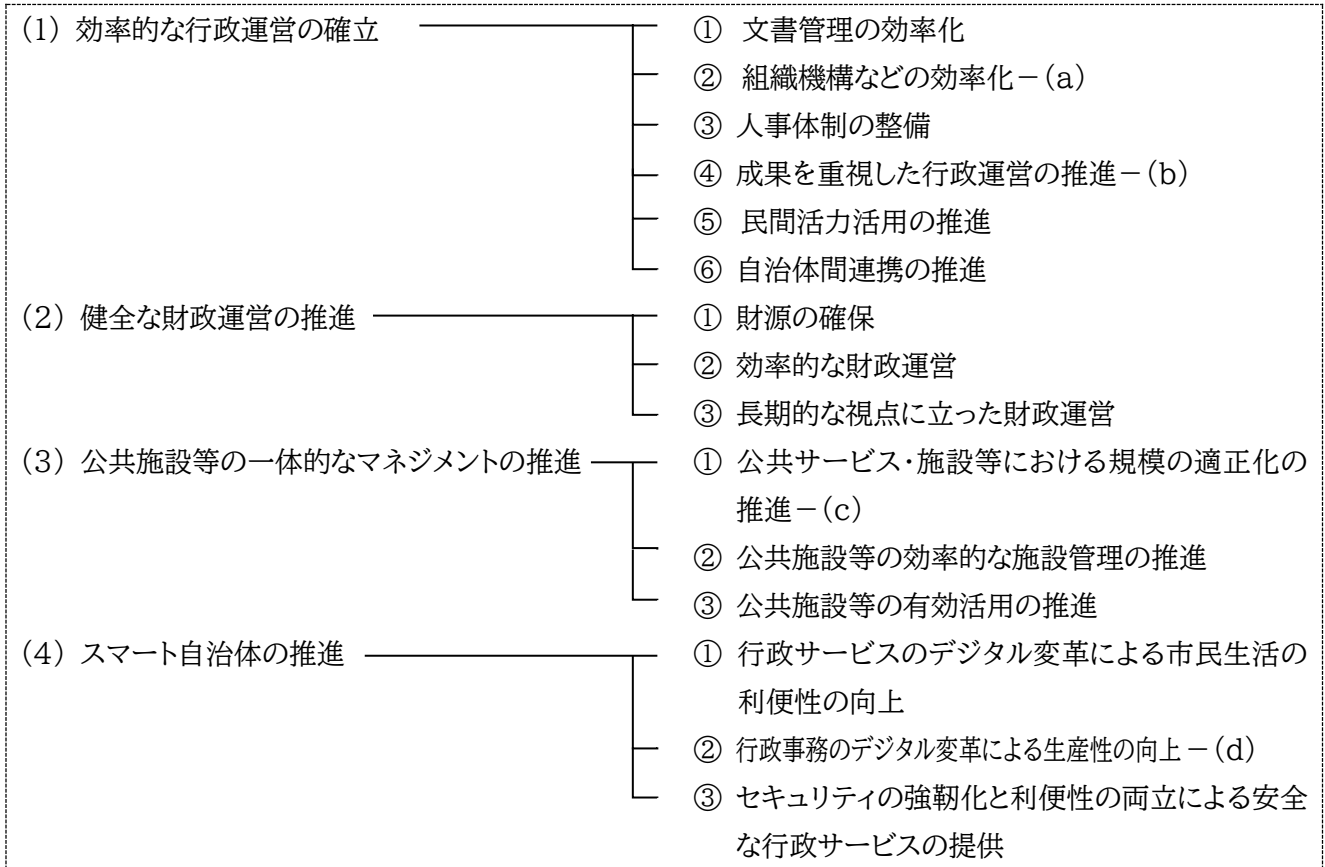 (1) 効率的な行政運営の確立
① 文書管理の効率化
② 組織機構などの効率化－(a)
③ 人事体制の整備
④ 成果を重視した行政運営の推進－(b)
⑤ 民間活力活用の推進
⑥ 自治体間連携の推進
(2) 健全な財政運営の推進
① 財源の確保
② 効率的な財政運営
③ 長期的な視点に立った財政運営
(3) 公共施設等の一体的なマネジメントの推進
① 公共サービス・施設等における規模の適正化の
推進－(c)
② 公共施設等の効率的な施設管理の推進
③ 公共施設等の有効活用の推進
(4) スマート自治体の推進
① 行政サービスのデジタル変革による市民生活の
利便性の向上
② 行政事務のデジタル変革による生産性の向上－(d)
③ セキュリティの強靭化と利便性の両立による安全
な行政サービスの提供